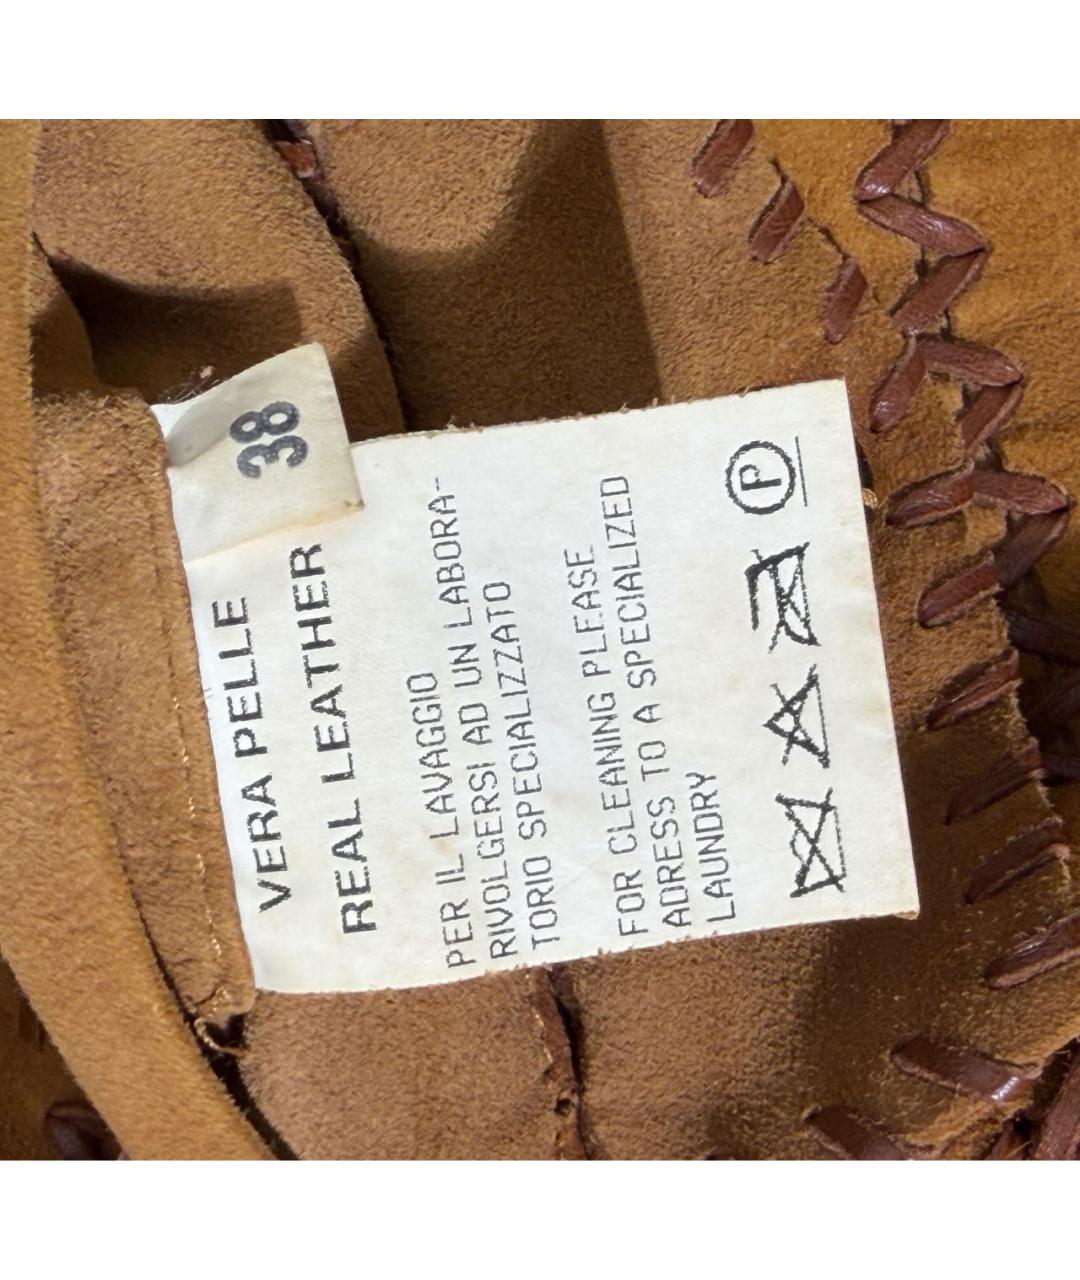 38
VERA PELLE
REAL LEATHER
PER IL LAVAGGIO
RIVOLGERSI AD UN LABORA-
TORIO SPECIALIZZATO
FOR CLEANING PLEASE
ADRESS TO A SPECIALIZED
LAUNDRY
P